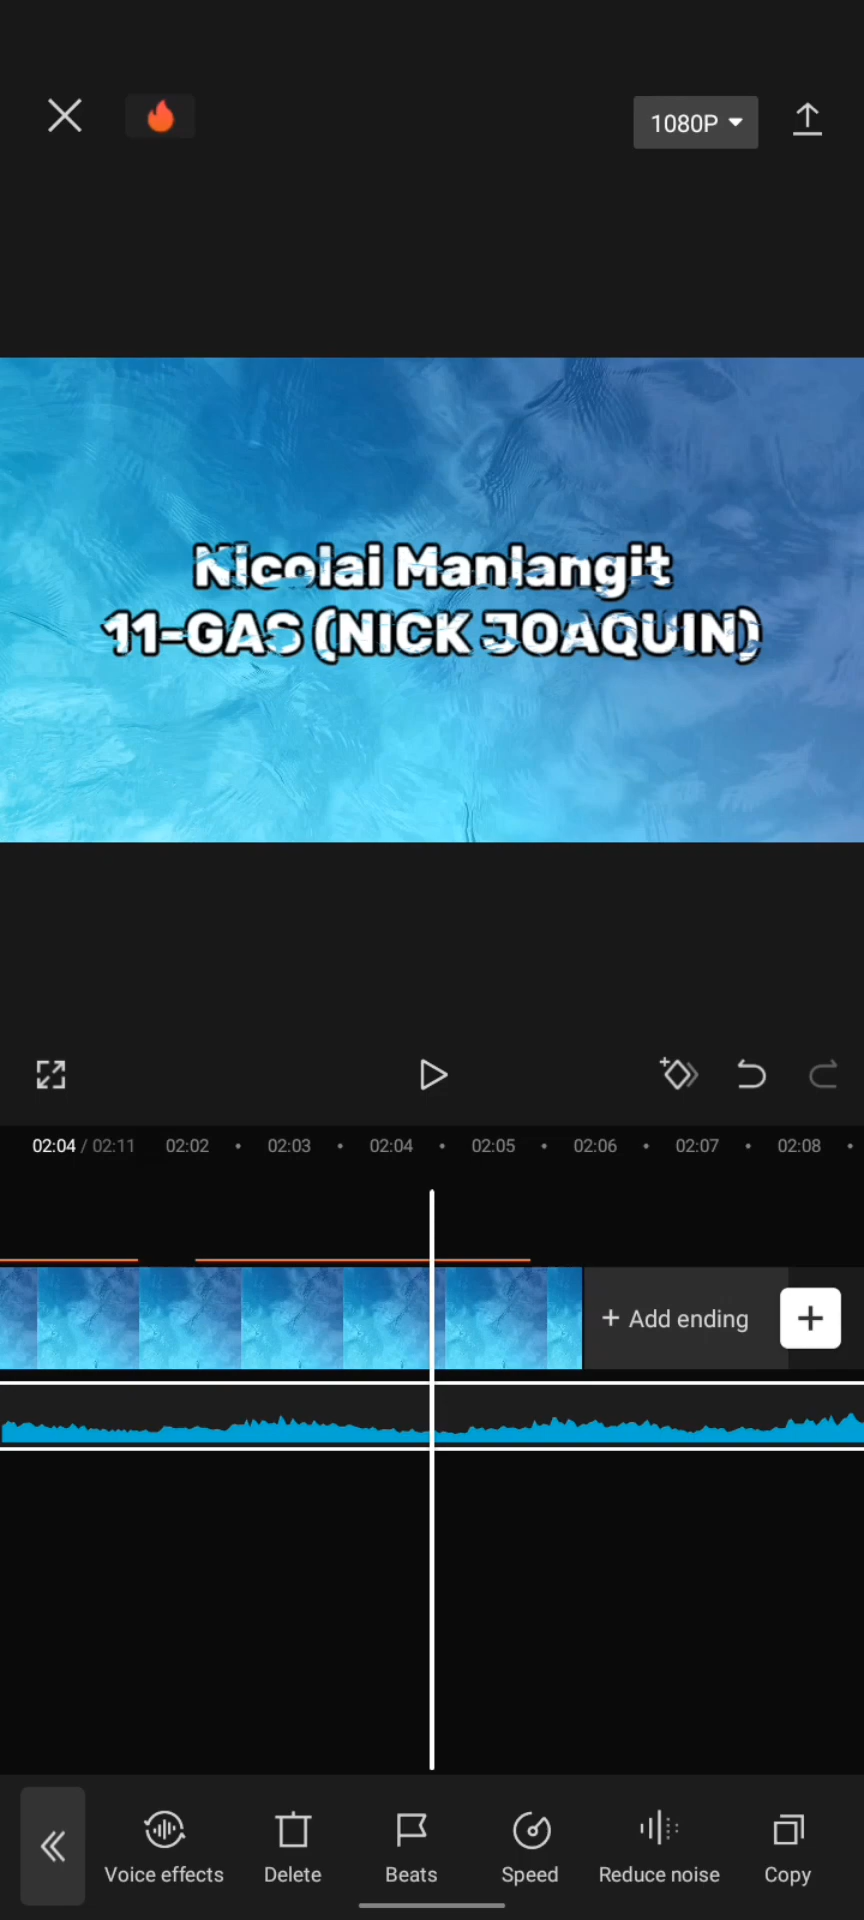 1080P
Nicolai Manlangit
11-GAS (NICK JOAQUIN)
02:04 / 02:11 02:02 02:03 02:04 02:05 02:06 02:07 02:08
+ Add ending
Voice effects Delete Beats Speed Reduce noise Copy